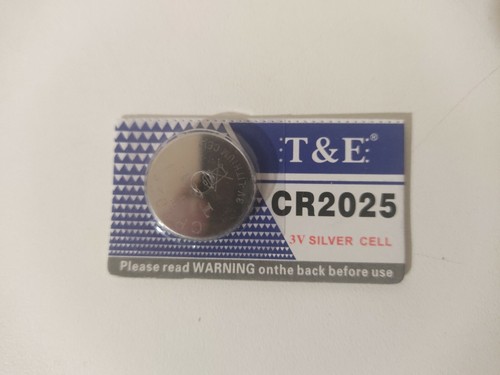 T&E®
CR2025
3V SILVER CELL
Please read WARNING onthe back before use